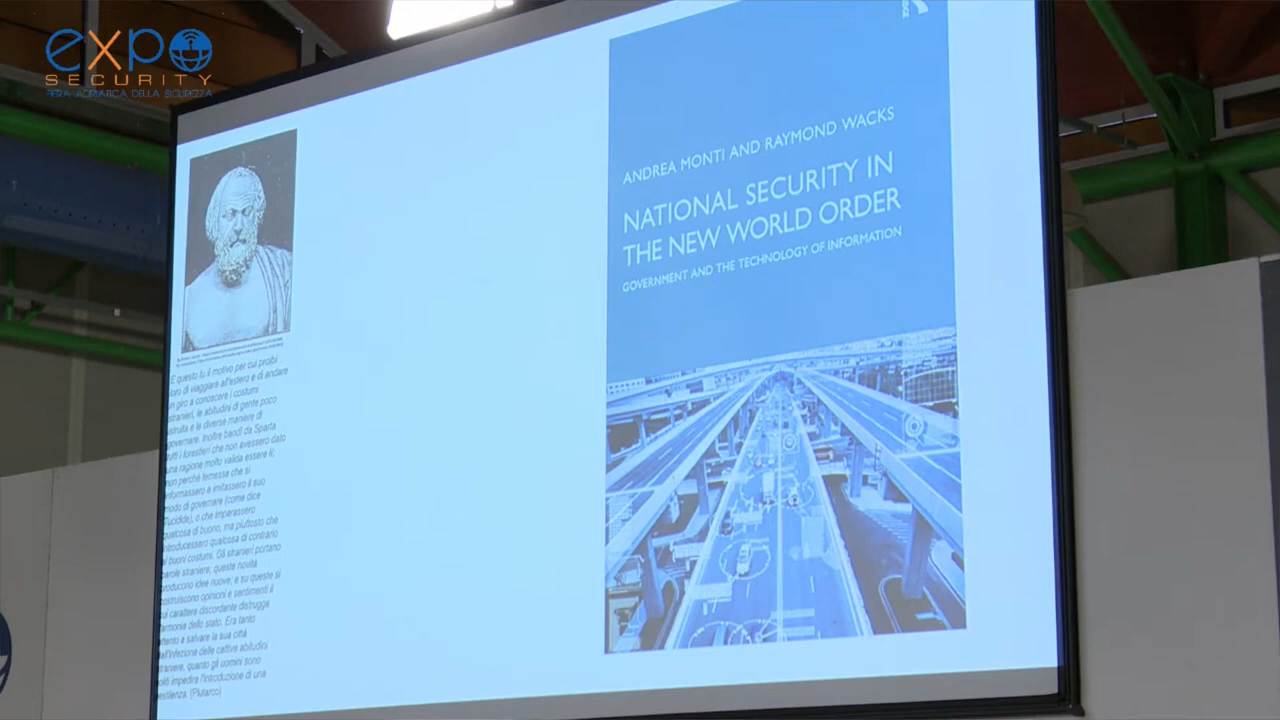 expo
SECURITY
FIERA ADRIATICA DELLA SICUREZZA
ANDREA MONTI AND RAYMOND WACKS
NATIONAL SECURITY IN
THE NEW WORLD ORDER
GOVERNMENT AND THE TECHNOLOGY OF INFORMATION
E questo fu il motivo per cui proibì
loro di viaggiare all'estero e di andare
in giro a conoscere i costumi
stranieri, le abitudini di gente poco
istruita e le diverse maniere di
governare. Inoltre bandì da Sparta
tutti i forestieri che non avessero dato
una ragione molto valida essere lì;
non perché temesse che si
informassero e imitassero il suo
modo di governare (come dice
Tucidide), o che imparassero
qualcosa di buono, ma piuttosto che
introducessero qualcosa di contrario
ai buoni costumi. Gli stranieri portano
parole straniere; queste novità
producono idee nuove; e su queste si
costruiscono opinioni e sentimenti il
cui carattere discordante distrugge
l'armonia dello stato. Era tanto
attento a salvare la sua città
dall'infezione delle cattive abitudini
straniere, quanto gli uomini sono
soliti impedire l'introduzione di una
pestilenza. (Plutarco)